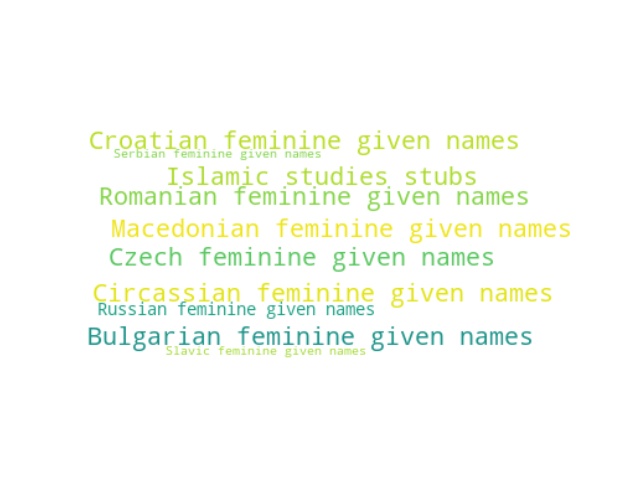 Croatian feminine given names
Serbian feminine given names
Islamic studies stubs
Romanian feminine given names
Macedonian feminine given names
Czech feminine given names
Circassian feminine given names
Russian feminine given names
Bulgarian feminine given names
Slavic feminine given names